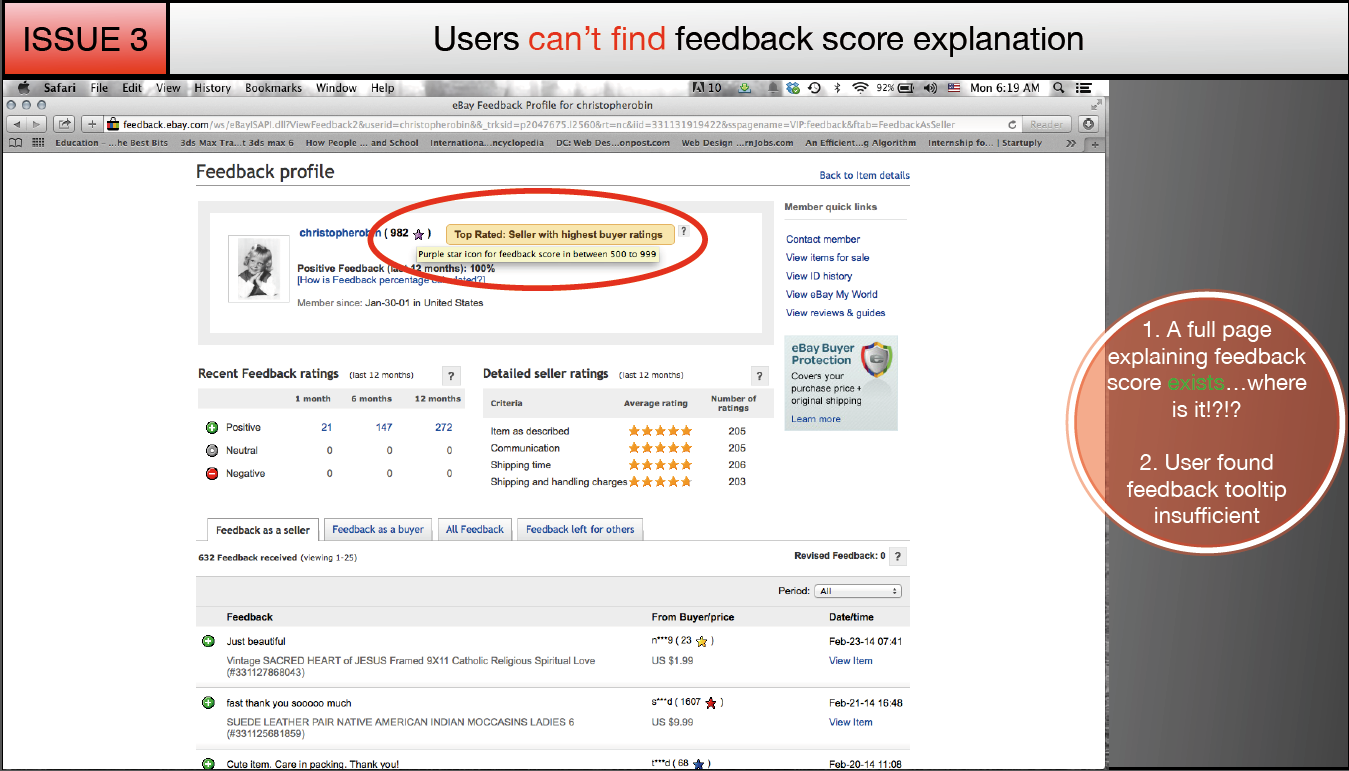 ISSUE 3
Users can't find feedback score explanation
Safari File Edit View History Bookmarks Window Help
10 92% Mon 6:19 AM
eBay Feedback Profile for christopherobin
feedback.ebay.com/ws/eBayISAPI.dll?ViewFeedback2&userid=christopherobin&&_trksid=p2047675.l2560&rt=nc&iid=331131919422&sspagename=VIP:feedback&ftab=FeedbackAsSeller
Reader
Education – ...he Best Bits 3ds Max Tra...t 3ds max 6 How People ... and School Internationa...ncyclopedia DC: Web Des...onpost.com Web Design ...rnJobs.com An Efficient...g Algorithm Internship fo... | Startuply
Feedback profile
Back to Item details
christopherobin ( 982 )
Top Rated: Seller with highest buyer ratings
?
Purple star icon for feedback score in between 500 to 999
Positive Feedback (last 12 months): 100%
[How is Feedback percentage calculated?]
Member since: Jan-30-01 in United States
Member quick links
Contact member
View items for sale
View ID history
View eBay My World
View reviews & guides
eBay Buyer
Protection
Covers your
purchase price +
original shipping
Learn more
Recent Feedback ratings (last 12 months) ?
1 month 6 months 12 months
Positive 21 147 272
Neutral 0 0 0
Negative 0 0 0
Detailed seller ratings (last 12 months) ?
Criteria Average rating Number of
ratings
Item as described 205
Communication 205
Shipping time 206
Shipping and handling charges 203
Feedback as a seller Feedback as a buyer All Feedback Feedback left for others
632 Feedback received (viewing 1-25)
Revised Feedback: 0 ?
Period: All
Feedback From Buyer/price Date/time
Just beautiful n***9 ( 23 ) Feb-23-14 07:41
Vintage SACRED HEART of JESUS Framed 9X11 Catholic Religious Spiritual Love US $1.99 View Item
(#331127868043)
fast thank you sooooo much s***d ( 1607 ) Feb-21-14 16:48
SUEDE LEATHER PAIR NATIVE AMERICAN INDIAN MOCCASINS LADIES 6 US $9.99 View Item
(#331125681859)
Cute item. Care in packing. Thank you! t***d ( 68 ) Feb-20-14 11:08
1. A full page
explaining feedback
score exists...where
is it!?!?
2. User found
feedback tooltip
insufficient